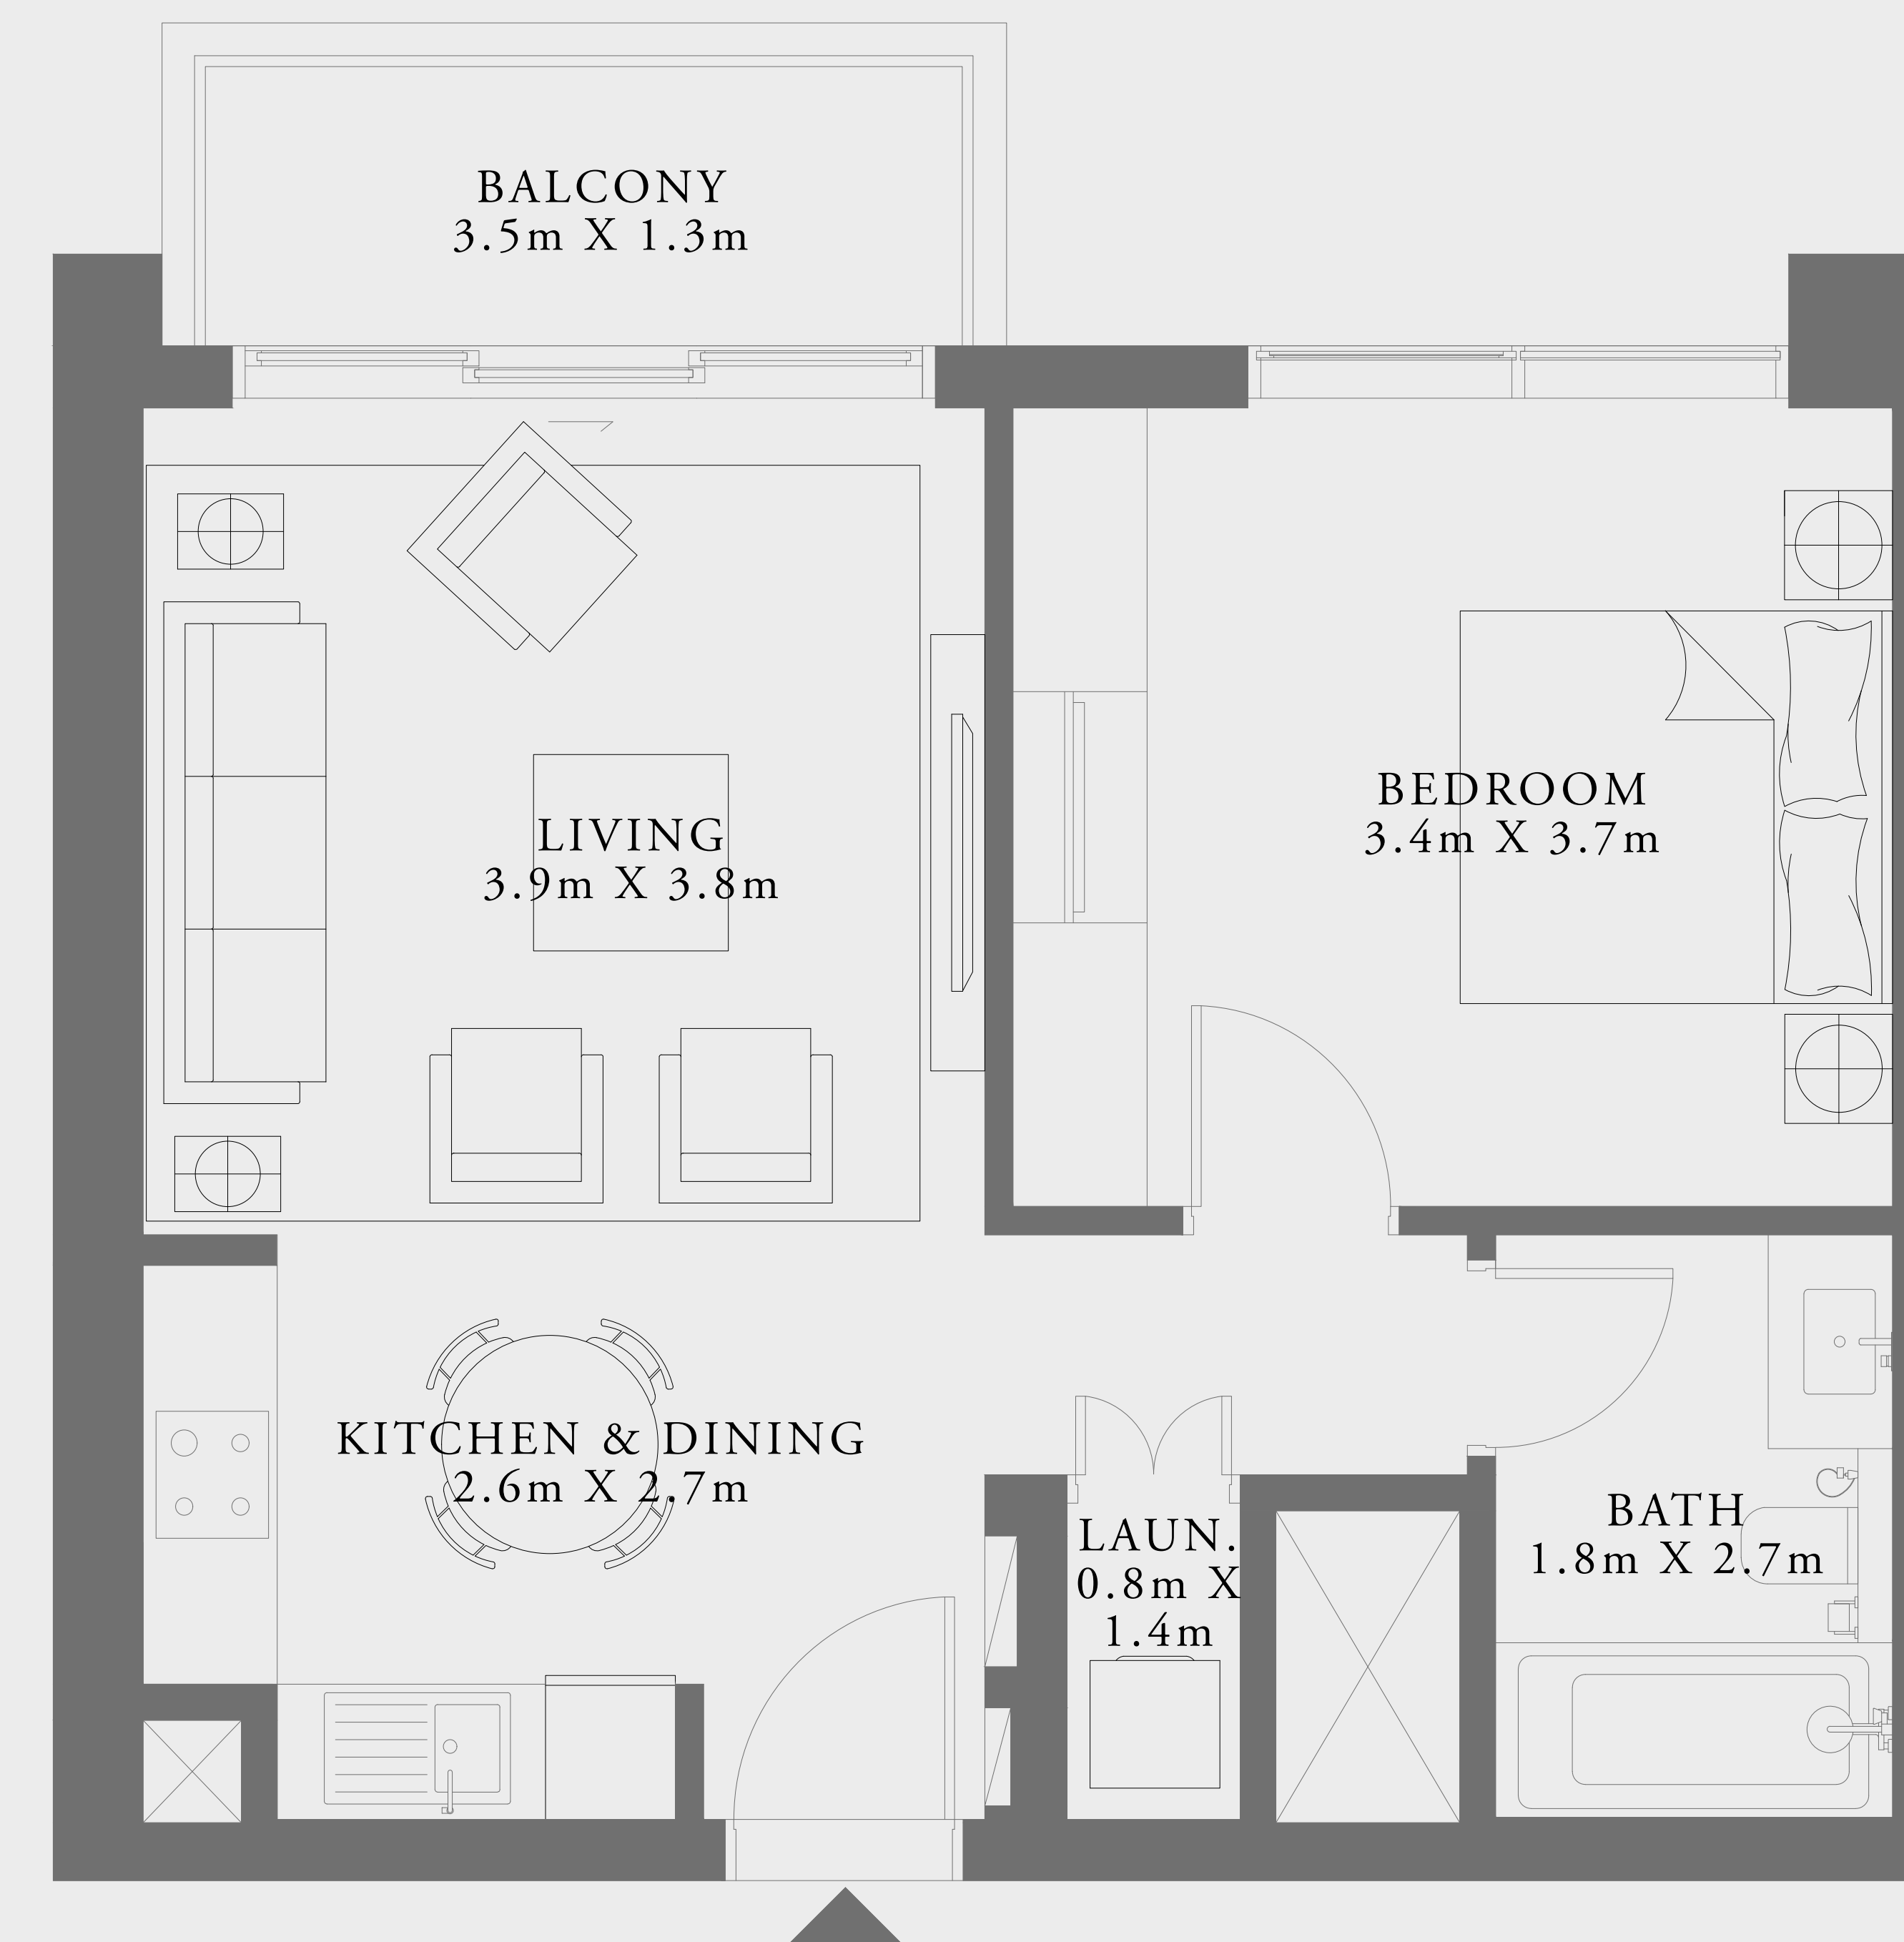 BALCONY
3.5m X 1.3m
BEDROOM
3.4m X 3.7m
LIVING
3.9m X 3.8m
KITCHEN & DINING
2.6m X 2.7m
LAUN.
0.8m X
1.4m
BATH
1.8m X 2.7m